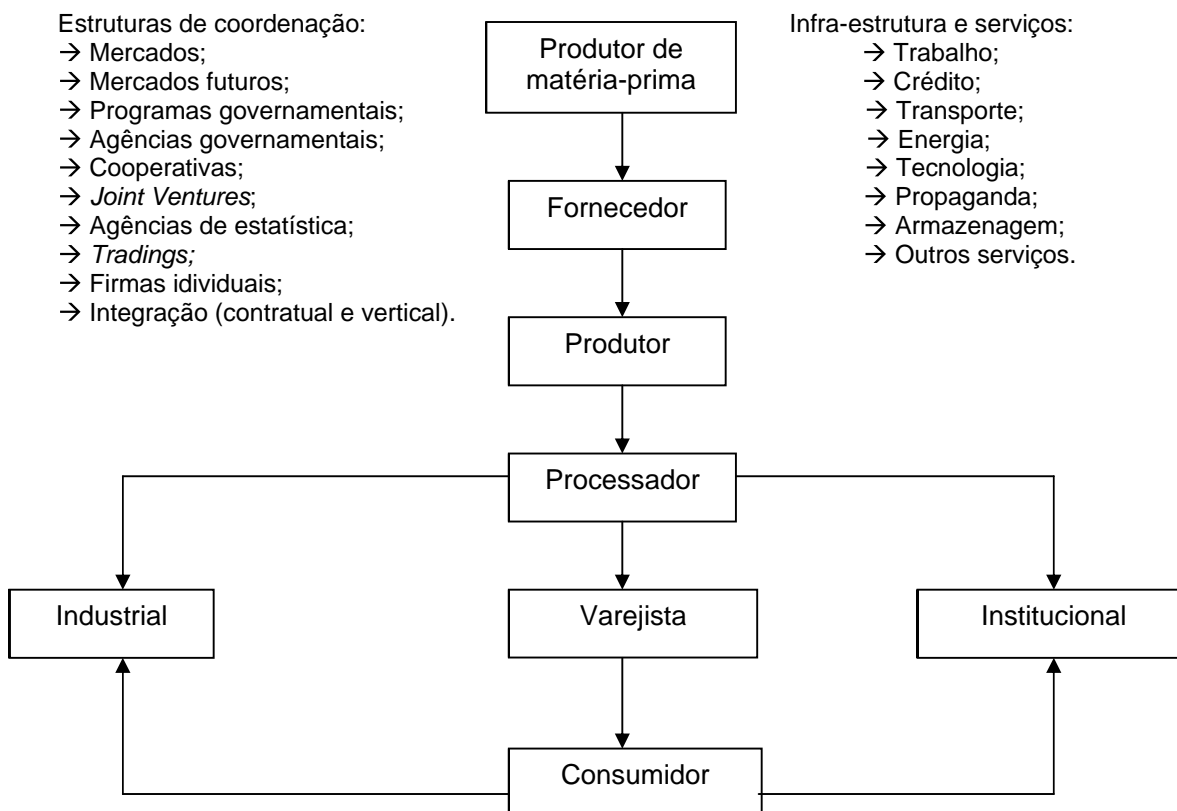 Estruturas de coordenação:
→ Mercados;
→ Mercados futuros;
→ Programas governamentais;
→ Agências governamentais;
→ Cooperativas;
→ Joint Ventures;
→ Agências de estatística;
→ Tradings;
→ Firmas idividuais;
→ Integração (contratual e vertical).
Produtor de
matéria-prima
Infra-estrutura e serviços:
→ Trabalho;
→ Crédito;
→ Transporte;
→ Energia;
→ Tecnologia;
→ Propaganda;
→ Armazenagem;
→ Outros serviços.
Fornecedor
Produtor
Processador
Industrial
Varejista
Institucional
Consumidor